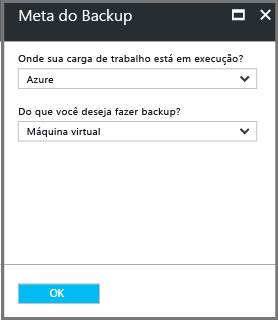 Meta do Backup
Onde sua carga de trabalho está em execução?
Azure
Do que você deseja fazer backup?
Máquina virtual
OK